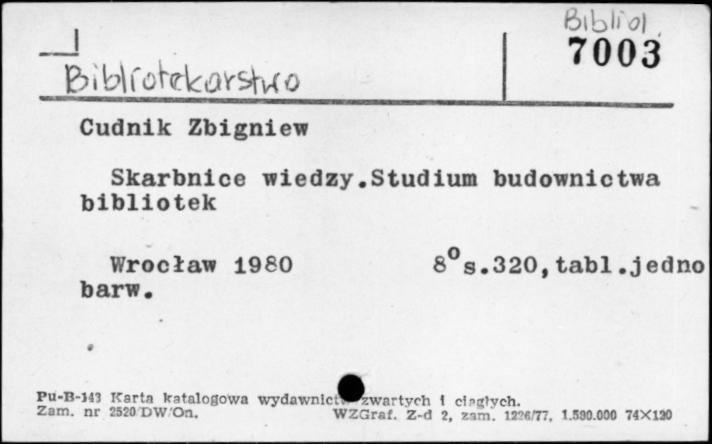 Bibliol.
7003
Bibliotekarstwo
Cudnik Zbigniew
Skarbnice wiedzy.Studium budownictwa
bibliotek
Wrocław 1980 8° s.320,tabl.jedno
barw.
Pu-B-143 Karta katalogowa wydawnictw zwartych i ciągłych.
Zam. nr 2520/DW/On. WZGraf. Z-d 2, zam. 1226/77, 1.500.000 74X120